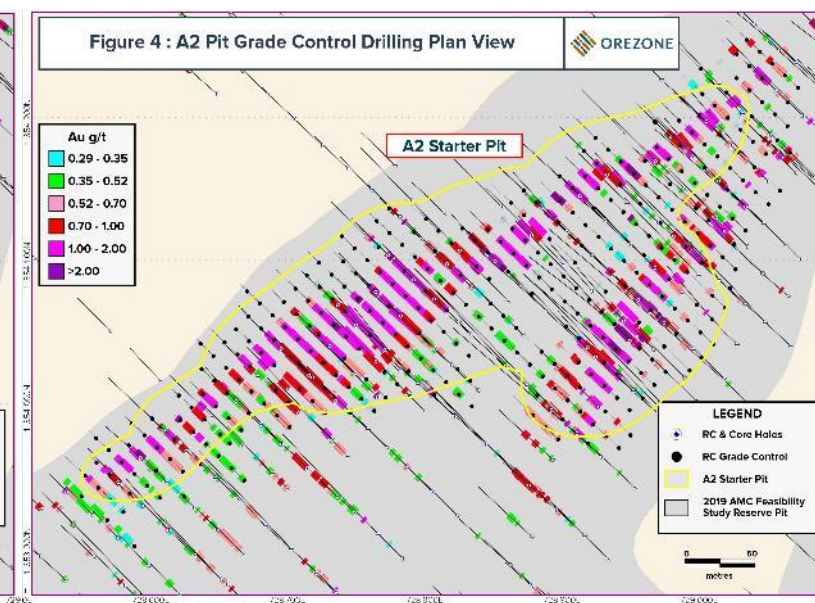 Figure 4 : A2 Pit Grade Control Drilling Plan View
OREZONE
A2 Starter Pit
Au g/t
0.29 - 0.35
0.35 - 0.52
0.52 - 0.70
0.70 - 1.00
1.00 - 2.00
>2.00
LEGEND
RC & Core Holes
RC Grade Control
A2 Starter Pit
2019 AMC Feasibility
Study Reserve Pit
metres